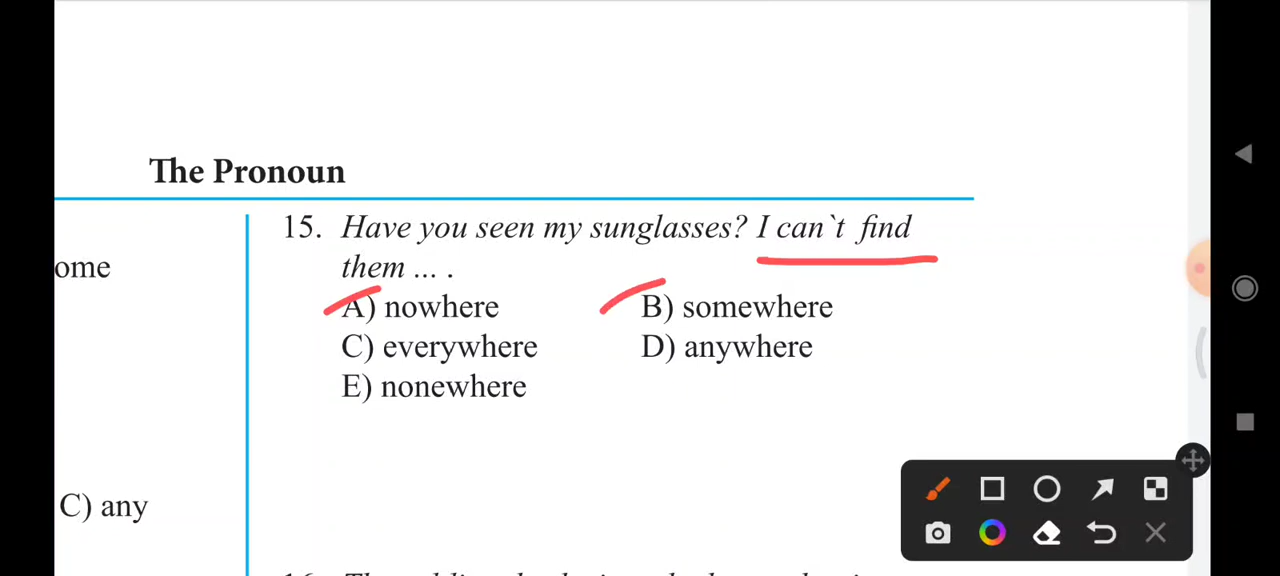 The Pronoun
ome
C) any
15. Have you seen my sunglasses? I can`t find
them ... .
A) nowhere B) somewhere
C) everywhere D) anywhere
E) nonewhere